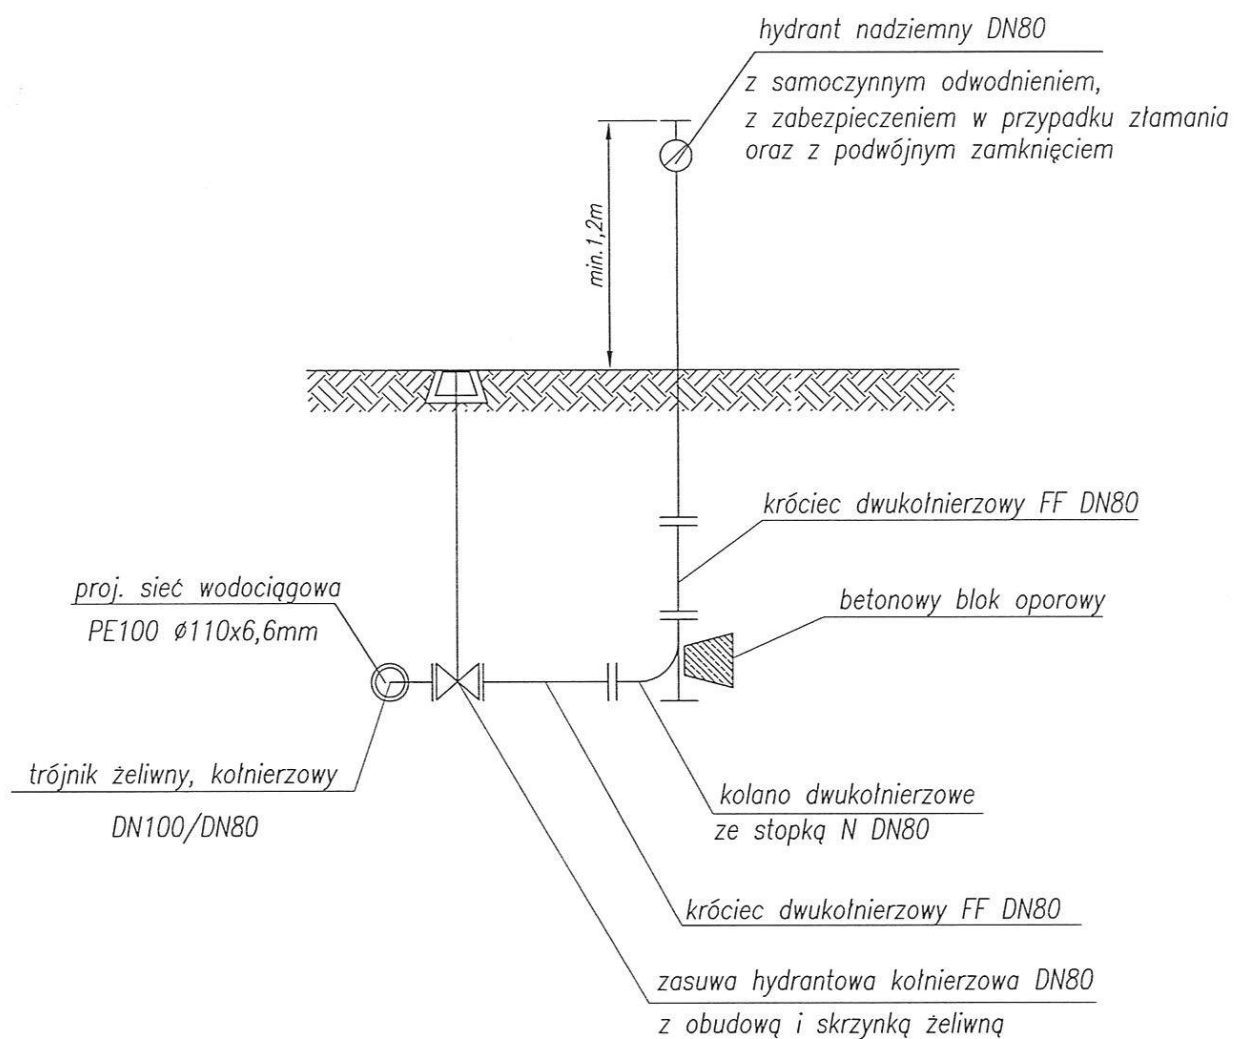 hydrant nadziemny DN80
z samoczynnym odwodnieniem,
z zabezpieczeniem w przypadku złamania
oraz z podwójnym zamknięciem
min.1,2m
króciec dwukołnierzowy FF DN80
betonowy blok oporowy
proj. sieć wodociągowa
PE100 ø110x6,6mm
trójnik żeliwny, kołnierzowy
DN100/DN80
kolano dwukołnierzowe
ze stopką N DN80
króciec dwukołnierzowy FF DN80
zasuwa hydrantowa kołnierzowa DN80
z obudową i skrzynką żeliwną